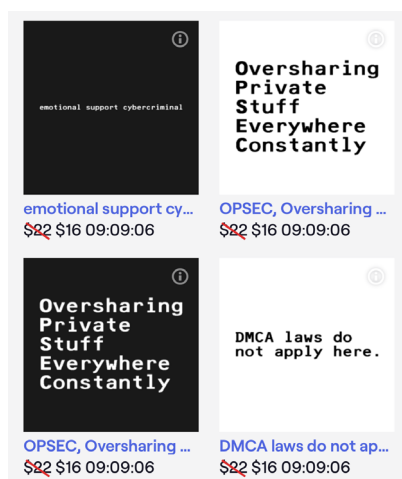 emotional support cybercriminal
Oversharing
Private
Stuff
Everywhere
Constantly
emotional support cy...
$22 $16 09:09:06
OPSEC, Oversharing ...
$22 $16 09:09:06
Oversharing
Private
Stuff
Everywhere
Constantly
DMCA laws do
not apply here.
OPSEC, Oversharing ...
$22 $16 09:09:06
DMCA laws do not ap...
$22 $16 09:09:06